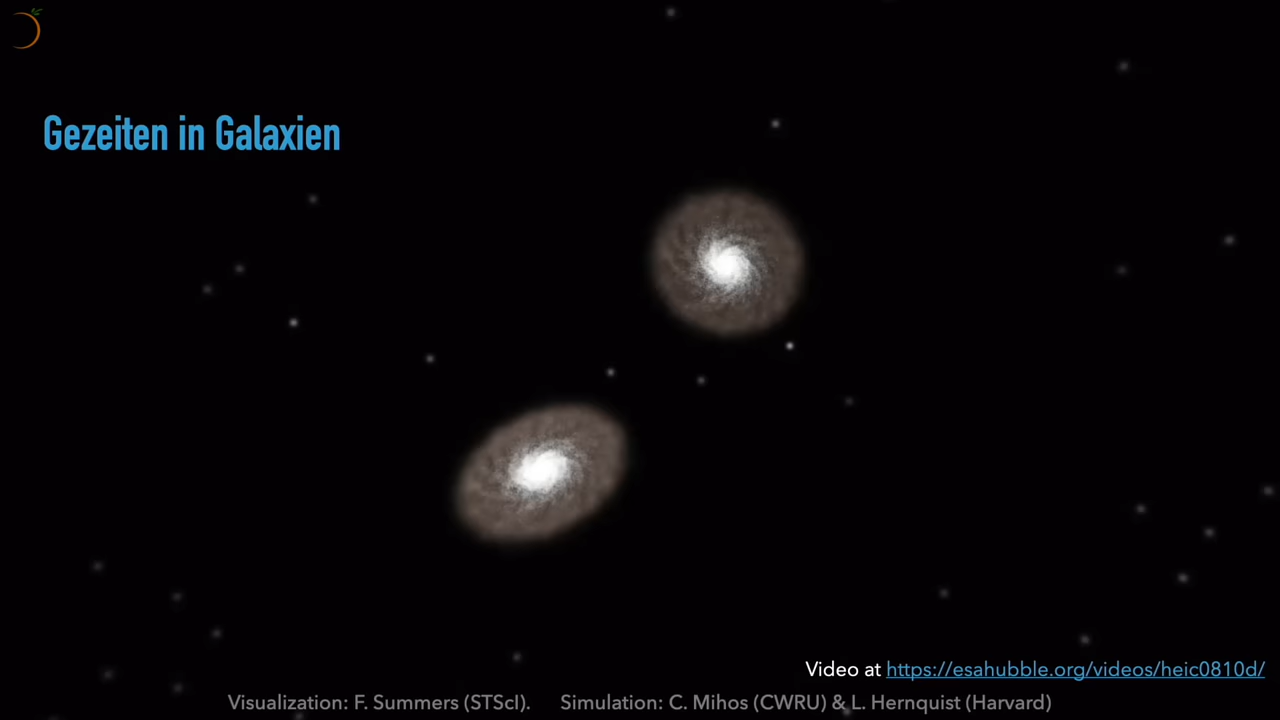 Gezeiten in Galaxien
Video at https://esahubble.org/videos/heic0810d/
Visualization: F. Summers (STScI). Simulation: C. Mihos (CWRU) & L. Hernquist (Harvard)